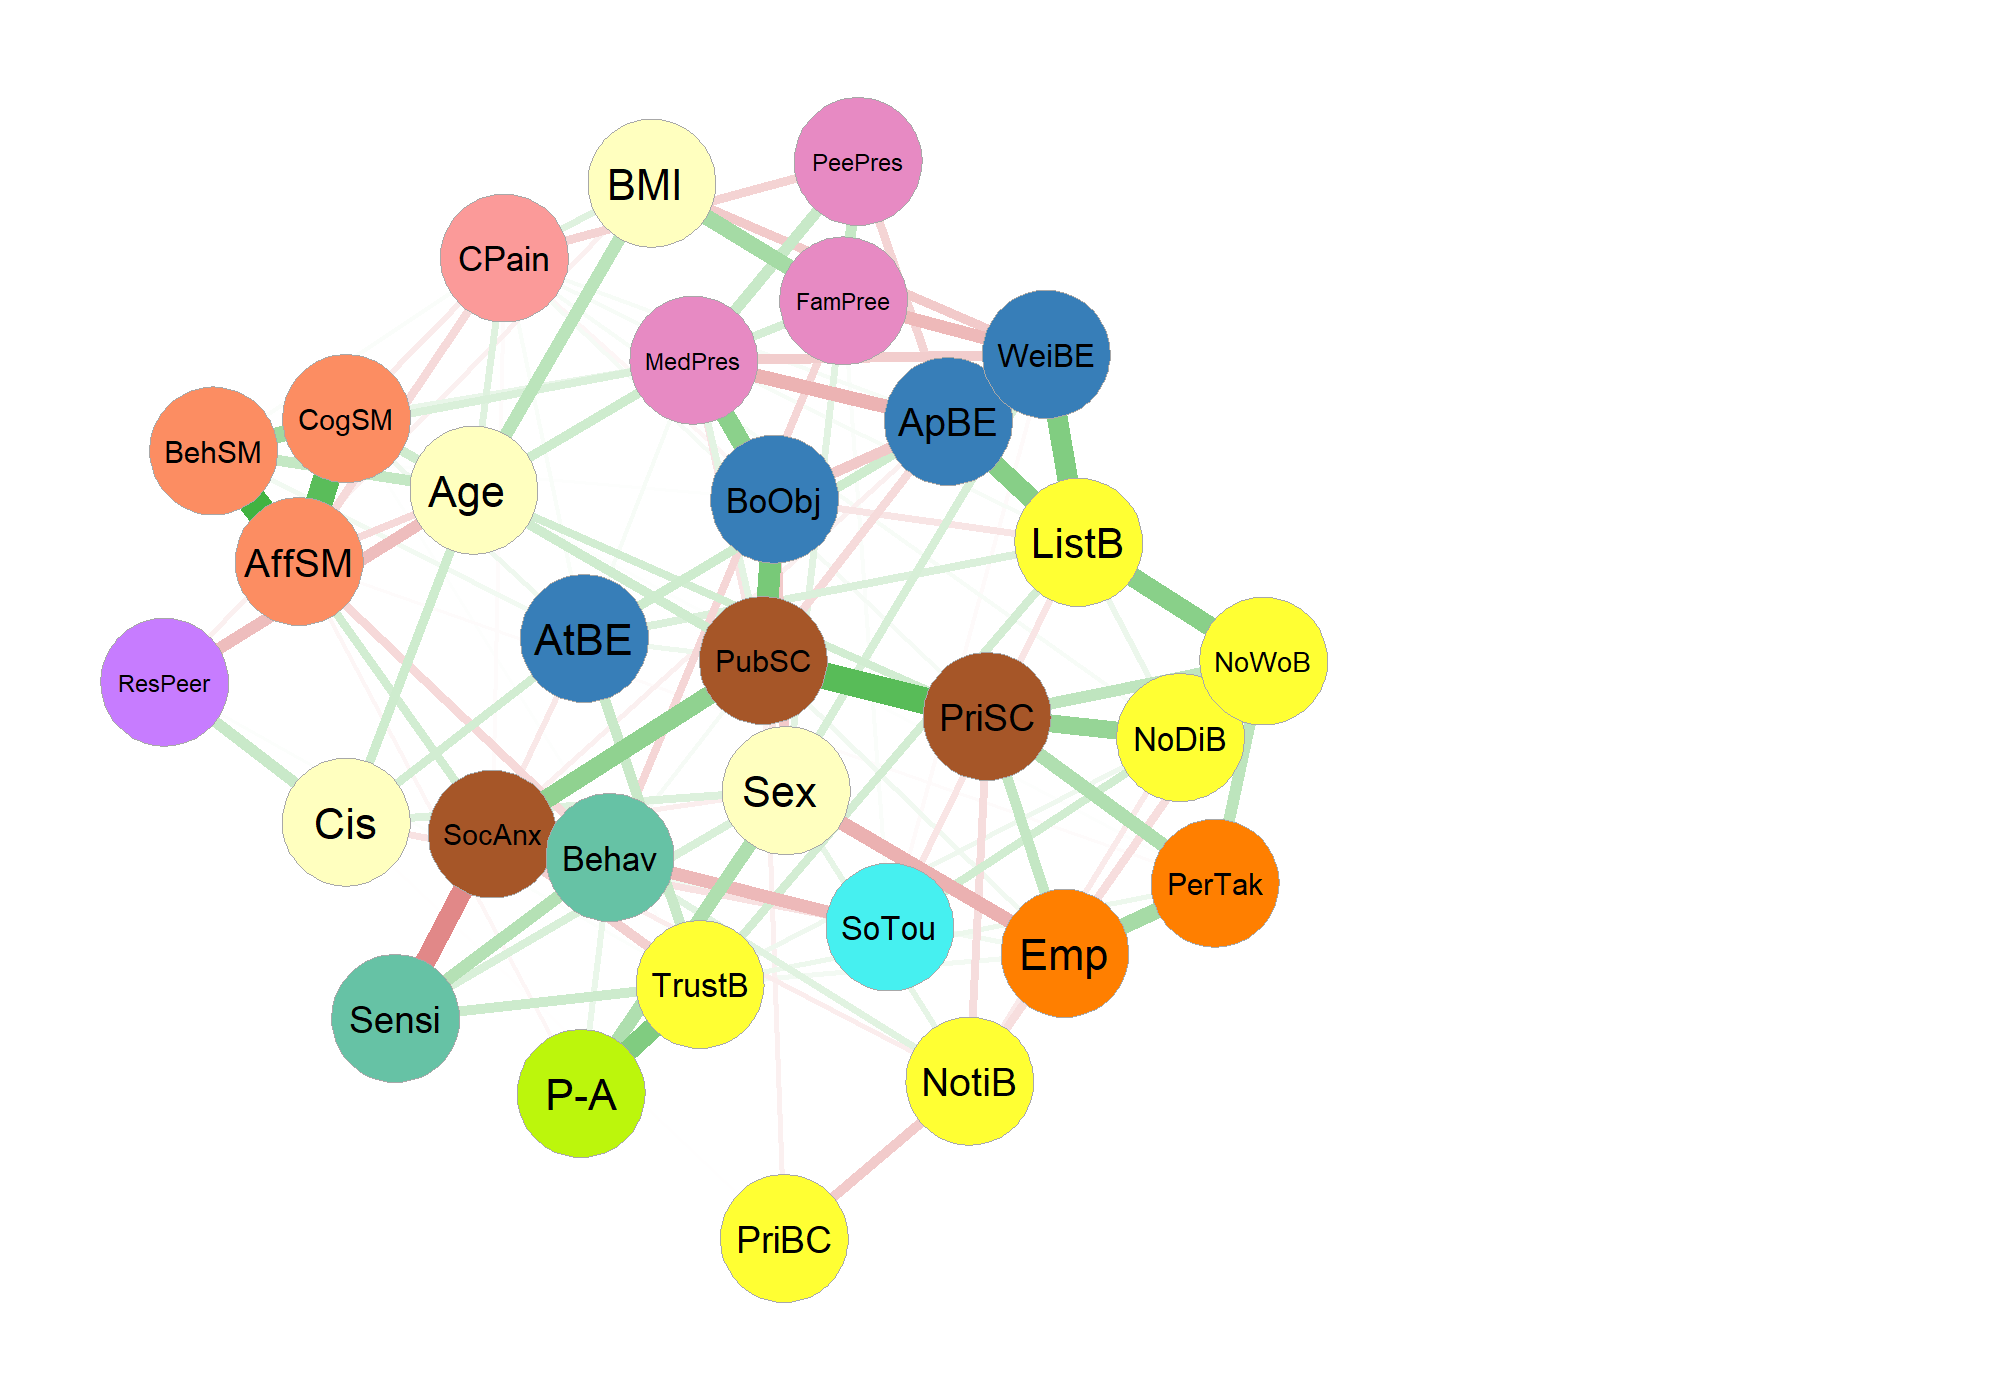 PeePres
BMI
CPain
FamPree
WeiBE
MedPres
CogSM
ApBE
BehSM
Age
BoObj
ListB
AffSM
AtBE
PubSC
NoWoB
ResPeer
PriSC
NoDiB
Sex
Cis
SocAnx
Behav
PerTak
SoTou
Emp
TrustB
Sensi
NotiB
P-A
PriBC